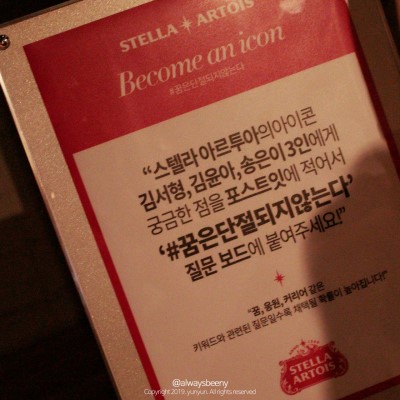 STELLA ARTOIS
Become an icon
#꿈은단절되지않는다
“스텔라 아르투아의아이콘
김서형, 김윤아, 송은이 3인에게
궁금한 점을 포스트잇에 적어서
‘#꿈은단절되지않는다’
질문 보드에 붙여주세요!”
“꿈, 응원, 커리어 같은
키워드와 관련된 질문일수록 채택될 확률이 높아집니다!”
STELLA
ARTOIS
@alwaysbeeny
Copyright 2019. yunyun. All rights reserved